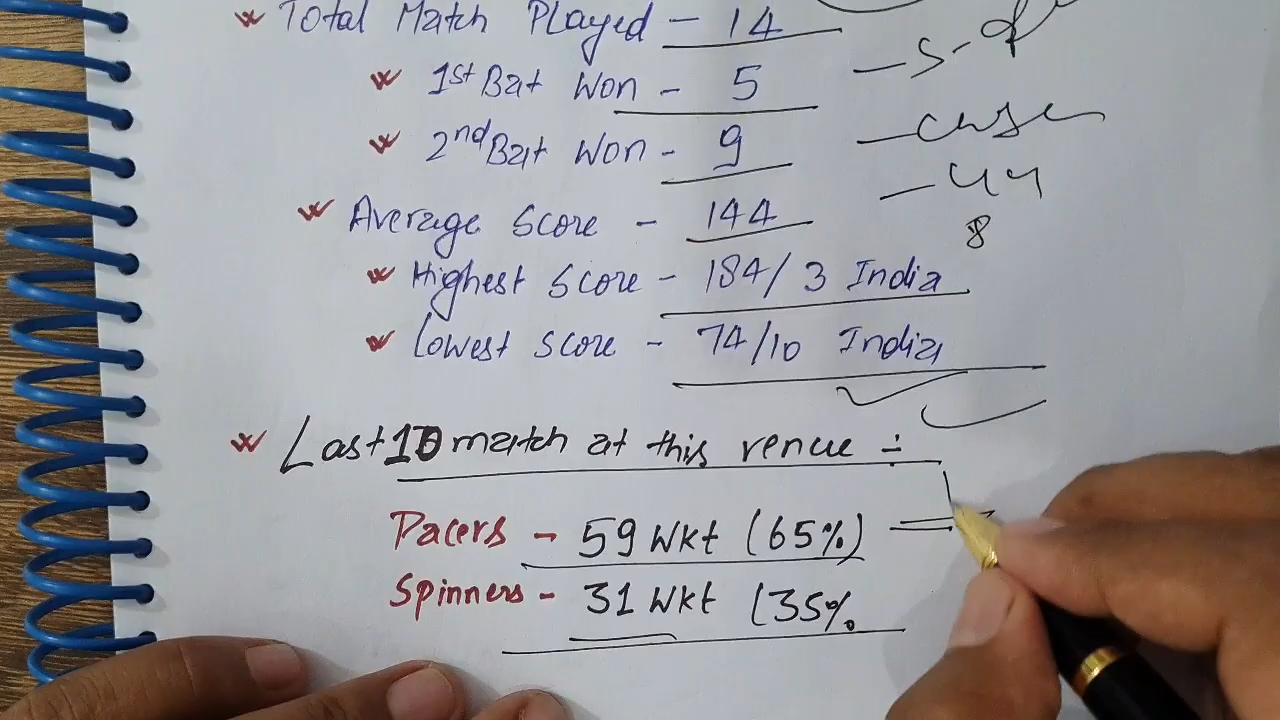 Total Match Played - 14
1st Bat Won - 5
2nd Bat Won - 9
Average Score - 144
44
8
Highest Score - 184/3 India
Lowest Score - 74/10 India
Last 10 match at this venue :-
Pacers - 59 Wkt (65%)
Spinners - 31 Wkt (35%